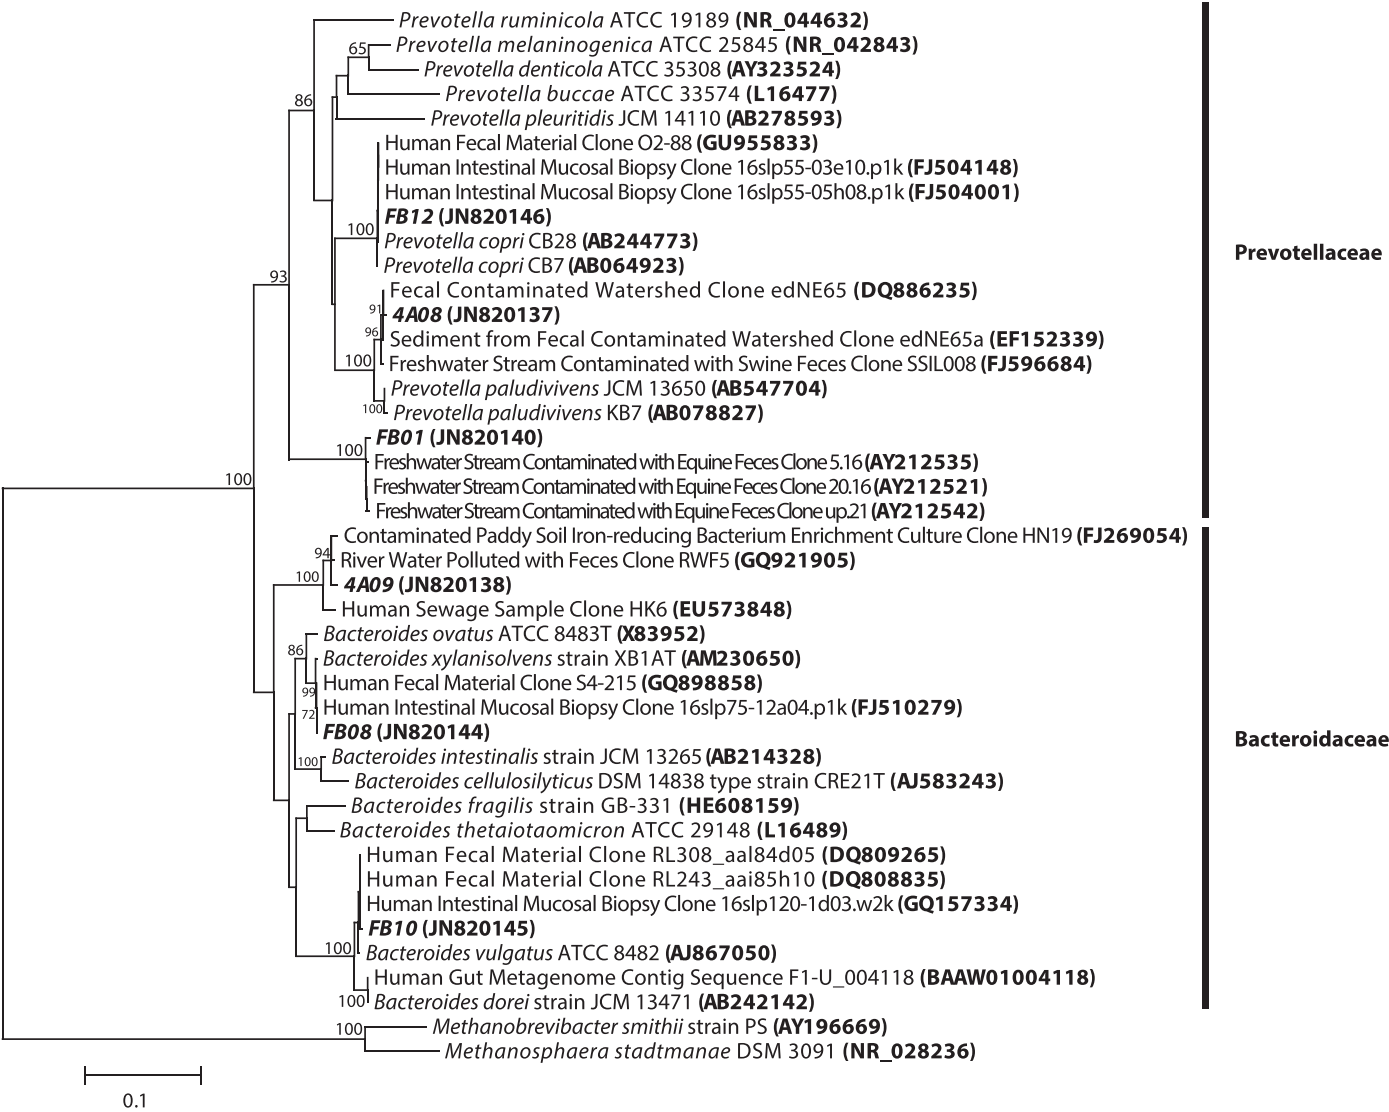 Prevotella ruminicola ATCC 19189 (NR_044632)
65
Prevotella melaninogenica ATCC 25845 (NR_042843)
Prevotella denticola ATCC 35308 (AY323524)
86
Prevotella buccae ATCC 33574 (L16477)
Prevotella pleuritidis JCM 14110 (AB278593)
Human Fecal Material Clone O2-88 (GU955833)
Human Intestinal Mucosal Biopsy Clone 16slp55-03e10.p1k (FJ504148)
Human Intestinal Mucosal Biopsy Clone 16slp55-05h08.p1k (FJ504001)
FB12 (JN820146)
100
Prevotella copri CB28 (AB244773)
Prevotellaceae
Prevotella copri CB7 (AB064923)
93
Fecal Contaminated Watershed Clone edNE65 (DQ886235)
91
4A08 (JN820137)
96
Sediment from Fecal Contaminated Watershed Clone edNE65a (EF152339)
100
Freshwater Stream Contaminated with Swine Feces Clone SSIL008 (FJ596684)
Prevotella paludivivens JCM 13650 (AB547704)
100
Prevotella paludivivens KB7 (AB078827)
FB01 (JN820140)
100
Freshwater Stream Contaminated with Equine Feces Clone 5.16 (AY212535)
100
Freshwater Stream Contaminated with Equine Feces Clone 20.16 (AY212521)
Freshwater Stream Contaminated with Equine Feces Clone up.21 (AY212542)
Contaminated Paddy Soil Iron-reducing Bacterium Enrichment Culture Clone HN19 (FJ269054)
94
River Water Polluted with Feces Clone RWF5 (GQ921905)
100
4A09 (JN820138)
Human Sewage Sample Clone HK6 (EU573848)
Bacteroides ovatus ATCC 8483T (X83952)
86
Bacteroides xylanisolvens strain XB1AT (AM230650)
Human Fecal Material Clone S4-215 (GQ898858)
99
Human Intestinal Mucosal Biopsy Clone 16slp75-12a04.p1k (FJ510279)
72
FB08 (JN820144)
Bacteroidaceae
Bacteroides intestinalis strain JCM 13265 (AB214328)
100
Bacteroides cellulosilyticus DSM 14838 type strain CRE21T (AJ583243)
Bacteroides fragilis strain GB-331 (HE608159)
Bacteroides thetaiotaomicron ATCC 29148 (L16489)
Human Fecal Material Clone RL308_aal84d05 (DQ809265)
Human Fecal Material Clone RL243_aai85h10 (DQ808835)
Human Intestinal Mucosal Biopsy Clone 16slp120-1d03.w2k (GQ157334)
FB10 (JN820145)
100
Bacteroides vulgatus ATCC 8482 (AJ867050)
Human Gut Metagenome Contig Sequence F1-U_004118 (BAAW01004118)
100
Bacteroides dorei strain JCM 13471 (AB242142)
100
Methanobrevibacter smithii strain PS (AY196669)
Methanosphaera stadtmanae DSM 3091 (NR_028236)
0.1